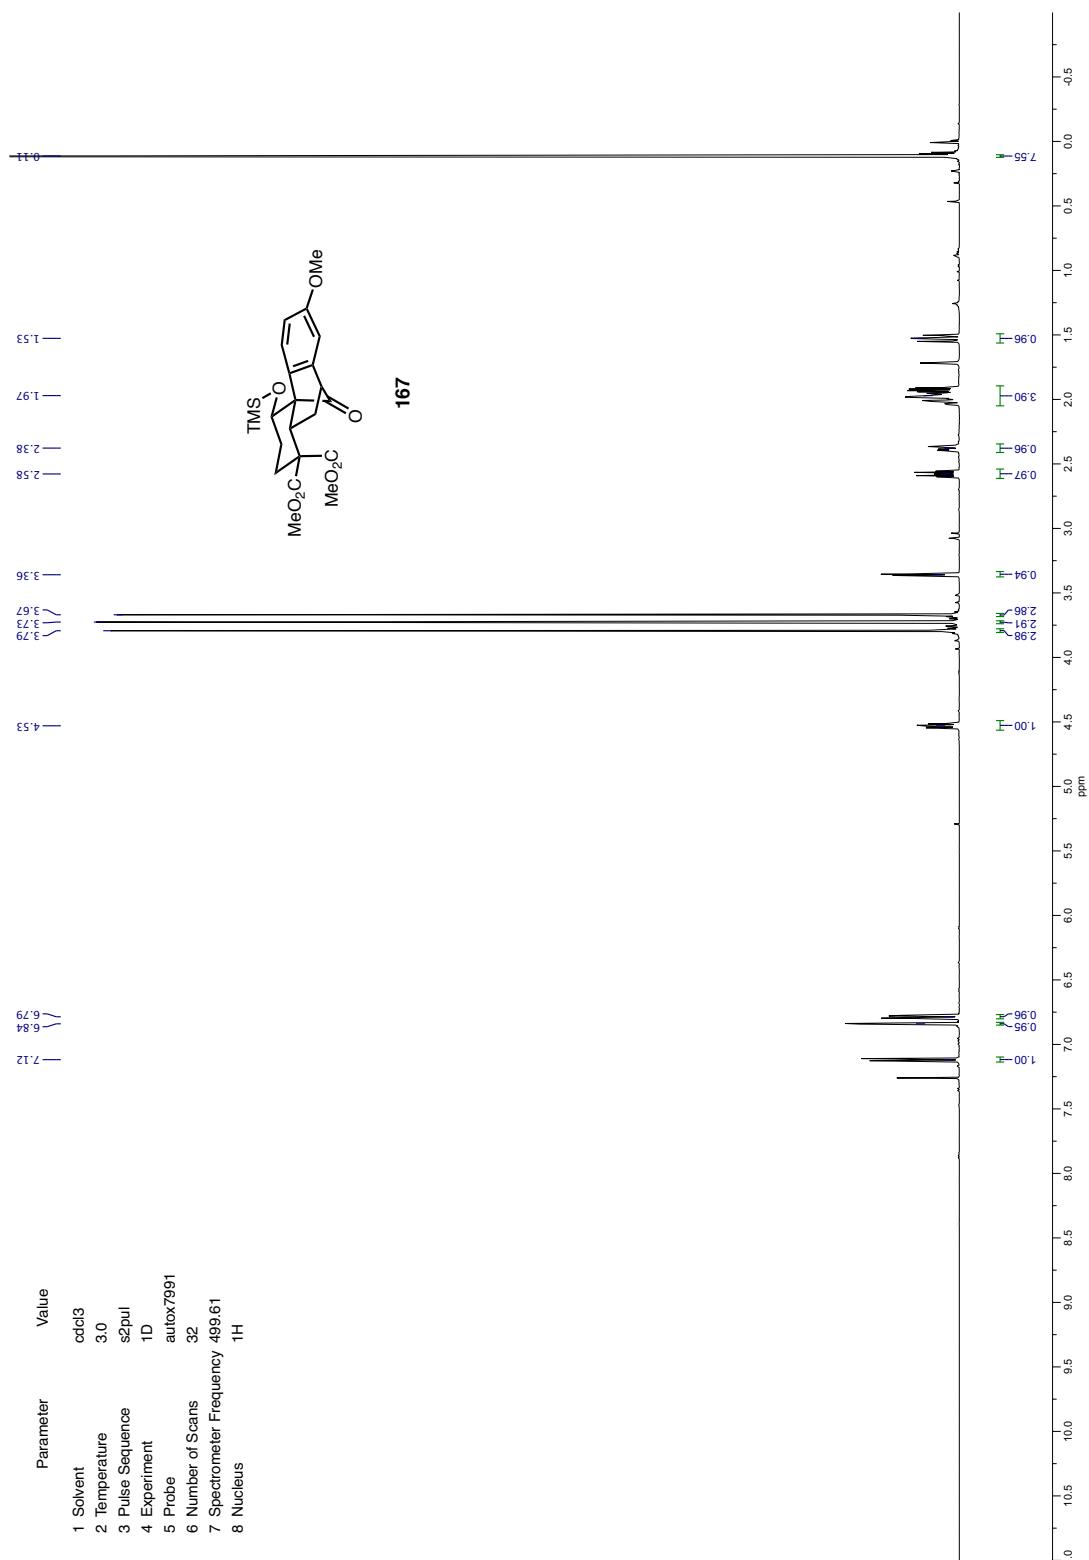 Parameter Value
1 Solvent cdcl3
2 Temperature 3.0
3 Pulse Sequence s2pul
4 Experiment 1D
5 Probe autox7991
6 Number of Scans 32
7 Spectrometer Frequency 499.61
8 Nucleus 1H
TMS
O
OMe
O
MeO2C
MeO2C
167
7.12
6.84
6.79
4.53
3.79
3.73
3.67
3.36
2.58
2.38
1.97
1.53
0.11
1.00
0.95
0.96
1.00
2.98
2.91
2.86
0.94
0.97
0.96
3.90
0.96
7.55
10.5 10.0 9.5 9.0 8.5 8.0 7.5 7.0 6.5 6.0 5.5 5.0 4.5 4.0 3.5 3.0 2.5 2.0 1.5 1.0 0.5 0.0 -0.5
ppm